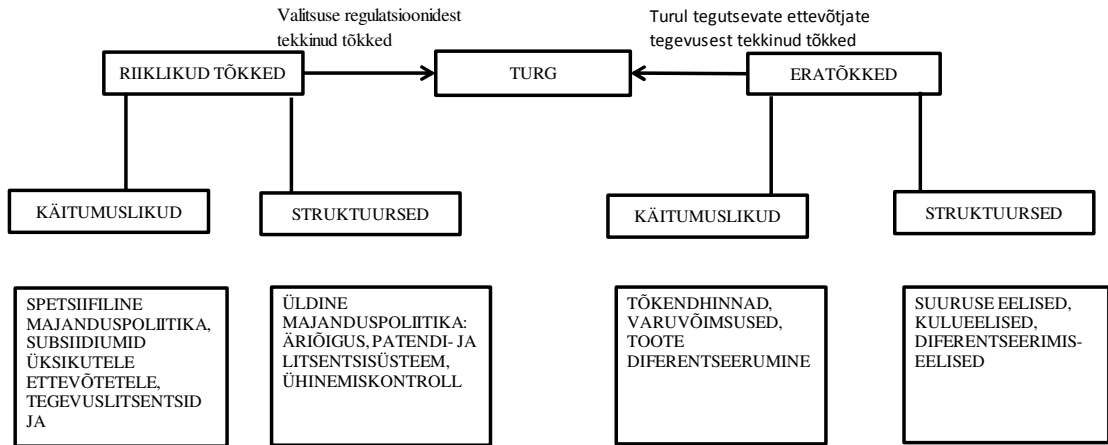 Valitsuse regulatsioonidest
tekkinud tõkked
Turul tegutsevate ettevõtjate
tegevusest tekkinud tõkked
RIIKLIKUD TÕKKED
TURG
ERATÕKKED
KÄITUMUSLIKUD
STRUKTUURSED
KÄITUMUSLIKUD
STRUKTUURSED
SPETSIIFILINE
MAJANDUSPOLIITIKA,
SUBSIIDIUMID
ÜKSIKUTELE
ETTEVÕTETELE,
TEGEVUSLITSENTSID
JA
ÜLDINE
MAJANDUSPOLIITIKA:
ÄRIÕIGUS, PATENDI- JA
LITSENTSISÜSTEEM,
ÜHINEMISKONTROLL
TÕKENDHINNAD,
VARUVÕIMSUSED,
TOOTE
DIFERENTSEERUMINE
SUURUSE EELISED,
KULUEELISED,
DIFERENTSEERIMIS-
EELISED